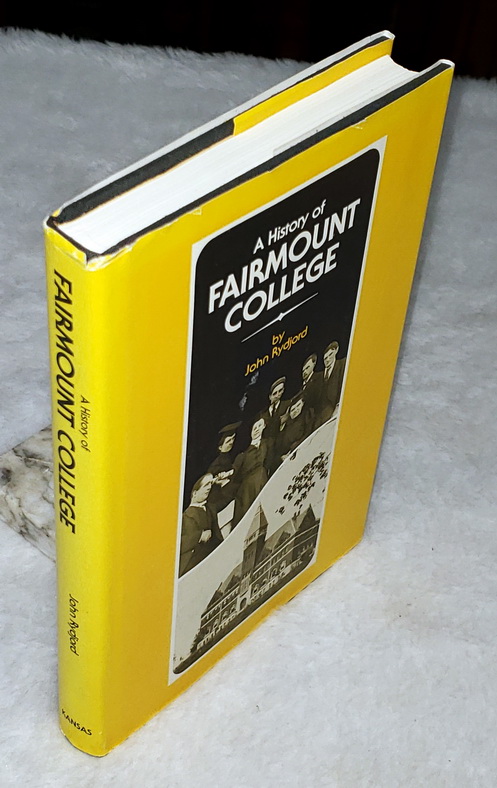 A History of
FAIRMOUNT
COLLEGE
by
John Rydjord
A History of
FAIRMOUNT COLLEGE
John Rydjord
KANSAS